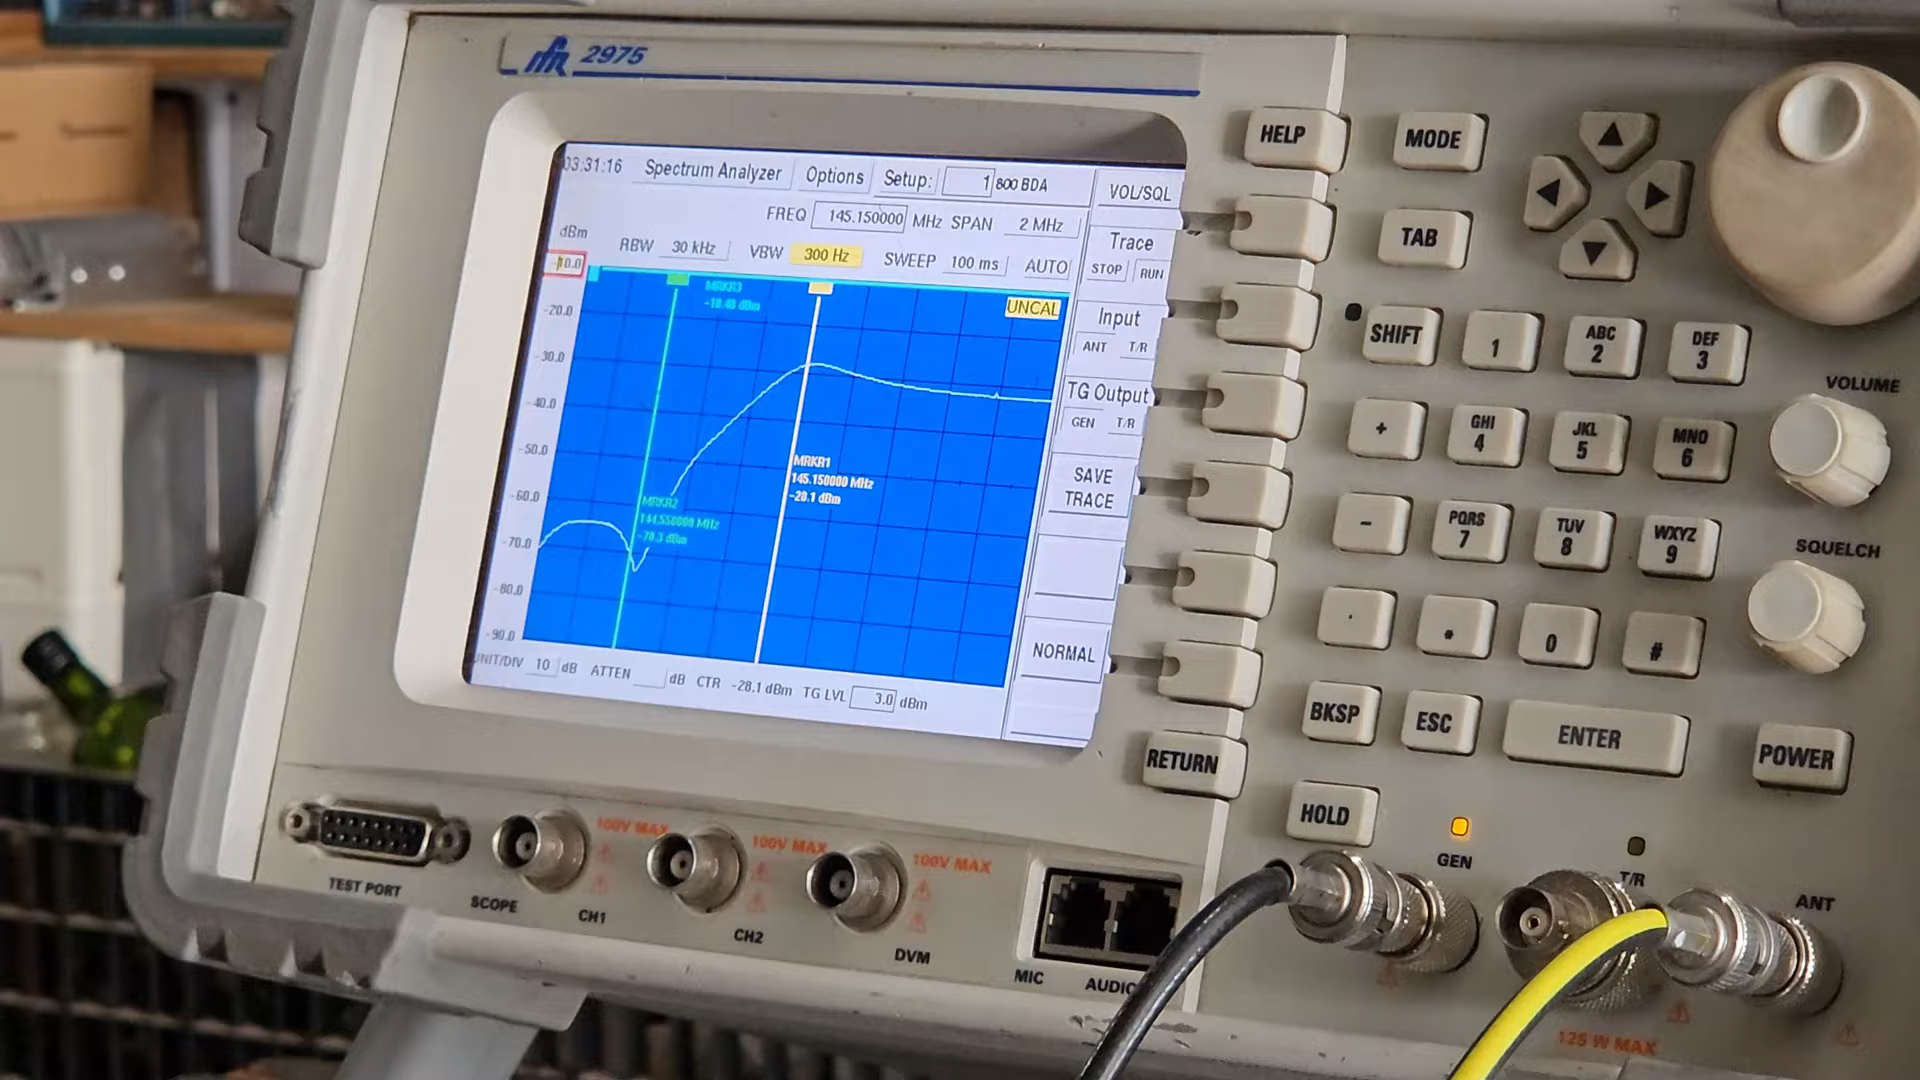 IFR 2975
03:31:16 Spectrum Analyzer Options Setup: 1 800 BDA
FREQ 145.150000 MHz SPAN 2 MHz
dBm
RBW 30 kHz VBW 300 Hz SWEEP 100 ms AUTO
-10.0
-20.0
-30.0
-40.0
-50.0
-60.0
-70.0
-80.0
-90.0
MRKR3
UNCAL
MRKR1
145.150000 MHz
-28.1 dBm
MRKR2
144.550000 MHz
-70.3 dBm
UNIT/DIV 10 dB ATTEN dB CTR -28.1 dBm TG LVL 3.0 dBm
VOL/SQL
Trace
STOP RUN
Input
ANT T/R
TG Output
GEN T/R
SAVE
TRACE
NORMAL
HELP
RETURN
MODE
TAB
SHIFT
1
ABC
2
DEF
3
+
GHI
4
JKL
5
MNO
6
-
PQRS
7
TUV
8
WXYZ
9
.
*
0
#
BKSP
ESC
ENTER
HOLD
POWER
VOLUME
SQUELCH
TEST PORT
SCOPE
100V MAX
CH1
100V MAX
CH2
100V MAX
DVM
MIC
AUDIO
GEN
T/R
ANT
125 W MAX